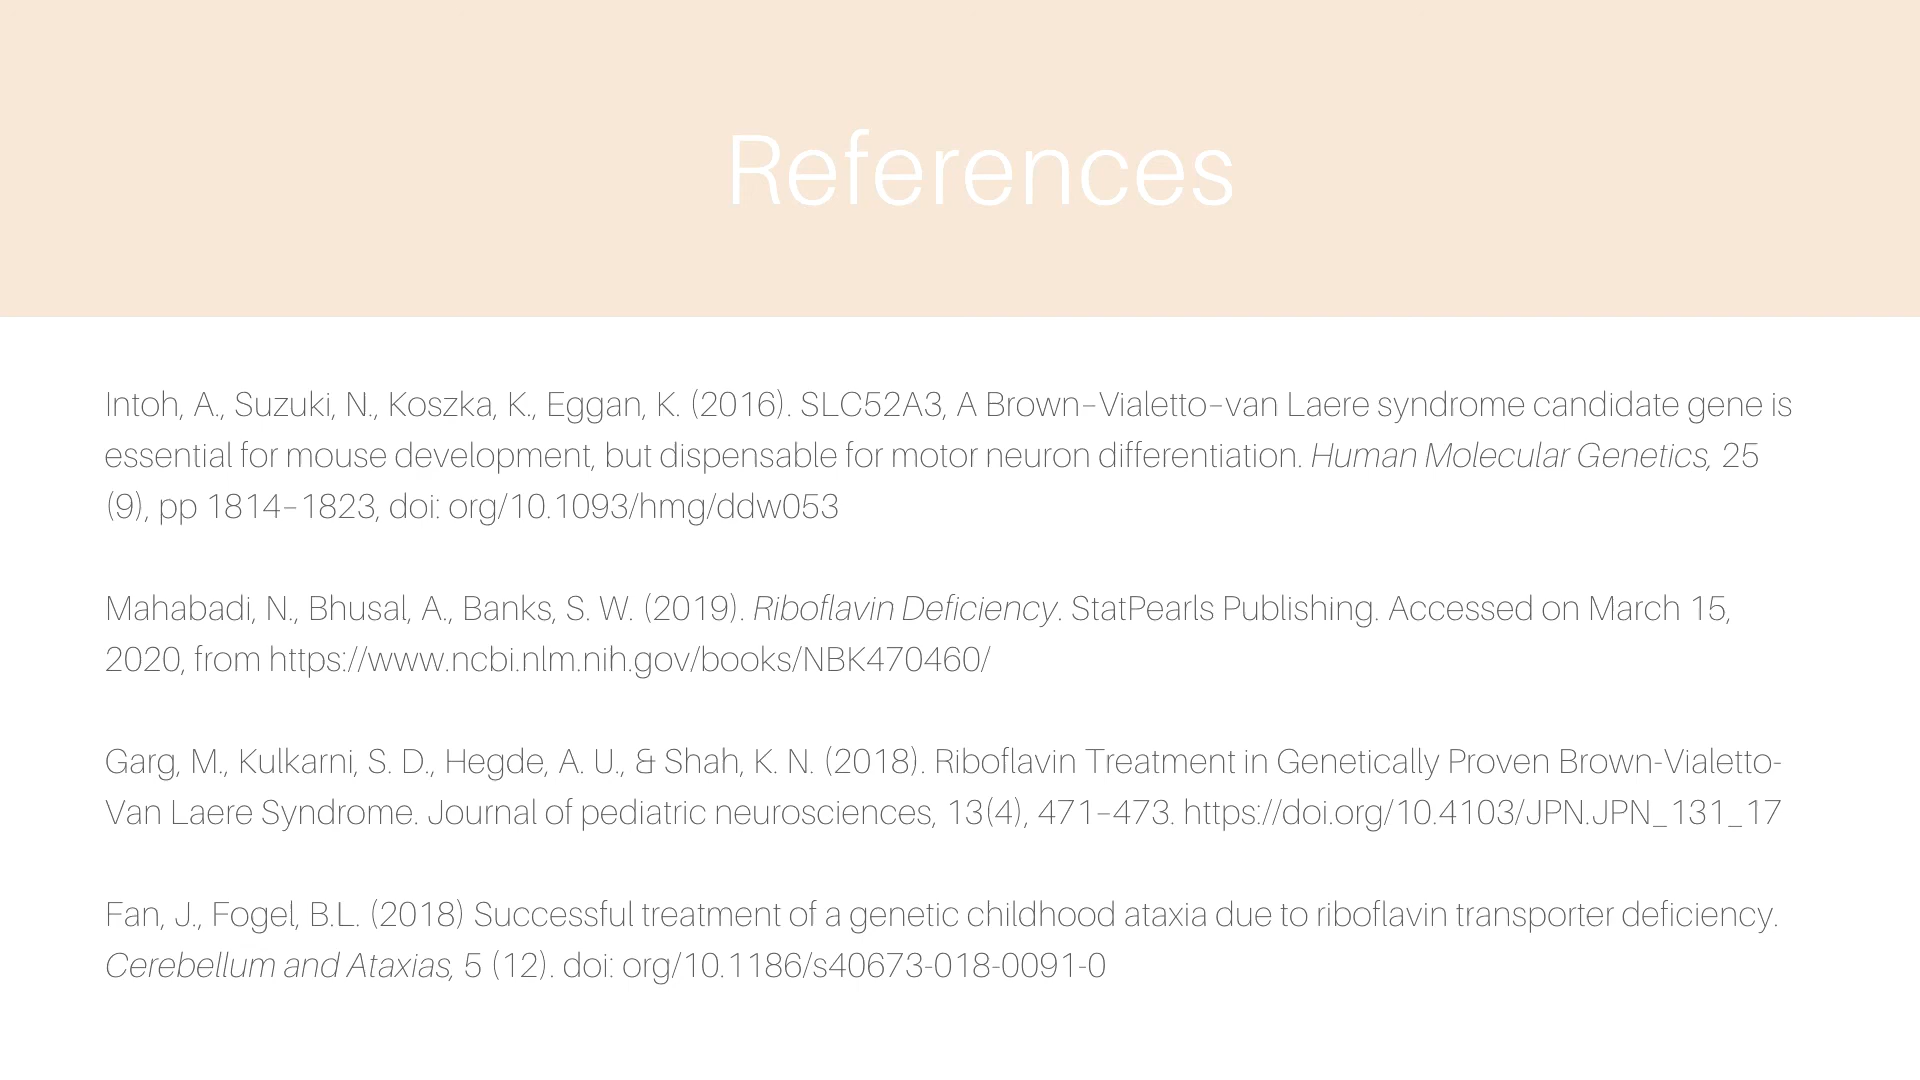 References
Intoh, A., Suzuki, N., Koszka, K., Eggan, K. (2016). SLC52A3, A Brown–Vialetto–van Laere syndrome candidate gene is
essential for mouse development, but dispensable for motor neuron differentiation. Human Molecular Genetics, 25
(9), pp 1814–1823, doi: org/10.1093/hmg/ddw053
Mahabadi, N., Bhusal, A., Banks, S. W. (2019). Riboflavin Deficiency. StatPearls Publishing. Accessed on March 15,
2020, from https://www.ncbi.nlm.nih.gov/books/NBK470460/
Garg, M., Kulkarni, S. D., Hegde, A. U., & Shah, K. N. (2018). Riboflavin Treatment in Genetically Proven Brown-Vialetto-
Van Laere Syndrome. Journal of pediatric neurosciences, 13(4), 471–473. https://doi.org/10.4103/JPN.JPN_131_17
Fan, J., Fogel, B.L. (2018) Successful treatment of a genetic childhood ataxia due to riboflavin transporter deficiency.
Cerebellum and Ataxias, 5 (12). doi: org/10.1186/s40673-018-0091-0